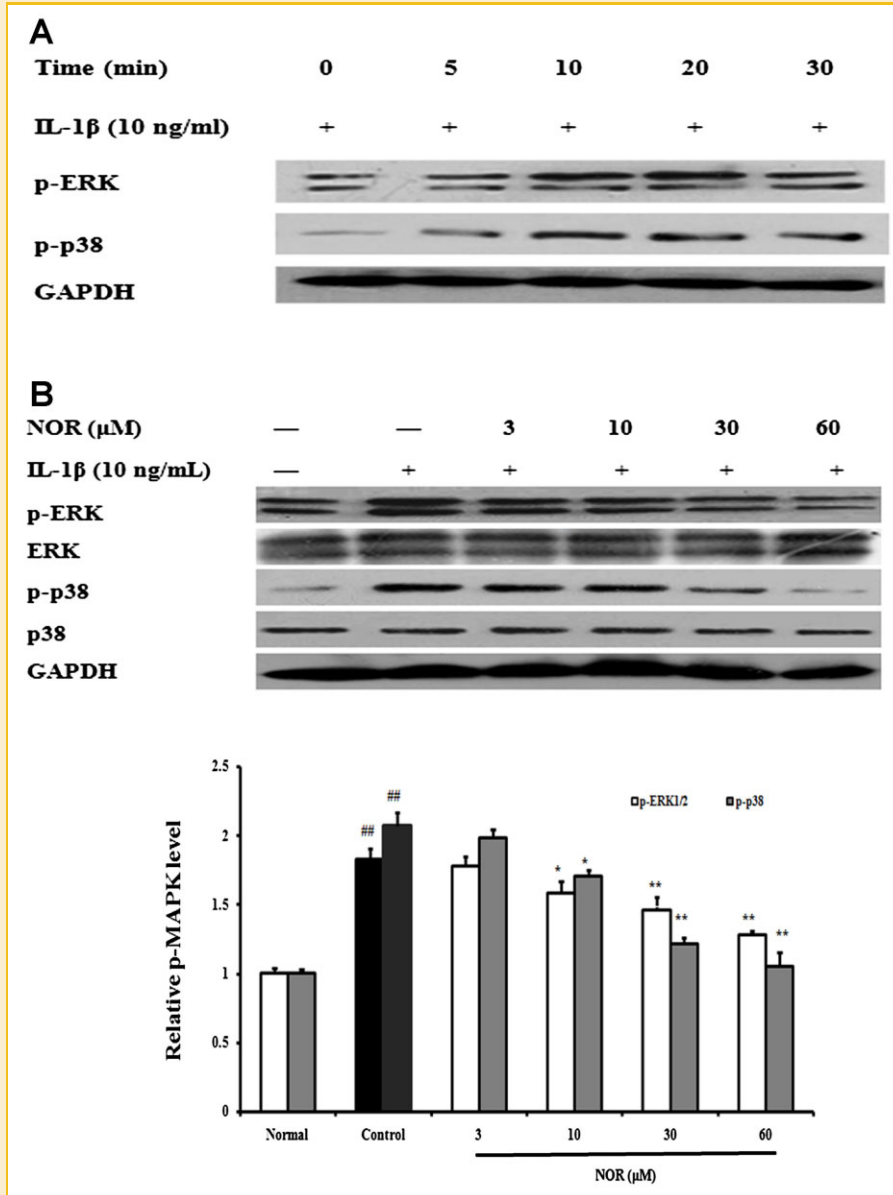 A
Time (min) 0 5 10 20 30
IL-1β (10 ng/ml) + + + + +
p-ERK
p-p38
GAPDH
B
NOR (μM) — — 3 10 30 60
IL-1β (10 ng/mL) — + + + + +
p-ERK
ERK
p-p38
p38
GAPDH
2.5
p-ERK1/2 p-p38
## ##
2
* *
1.5
** **
** **
1
0.5
0
Relative p-MAPK level
Normal Control 3 10 30 60
NOR (μM)